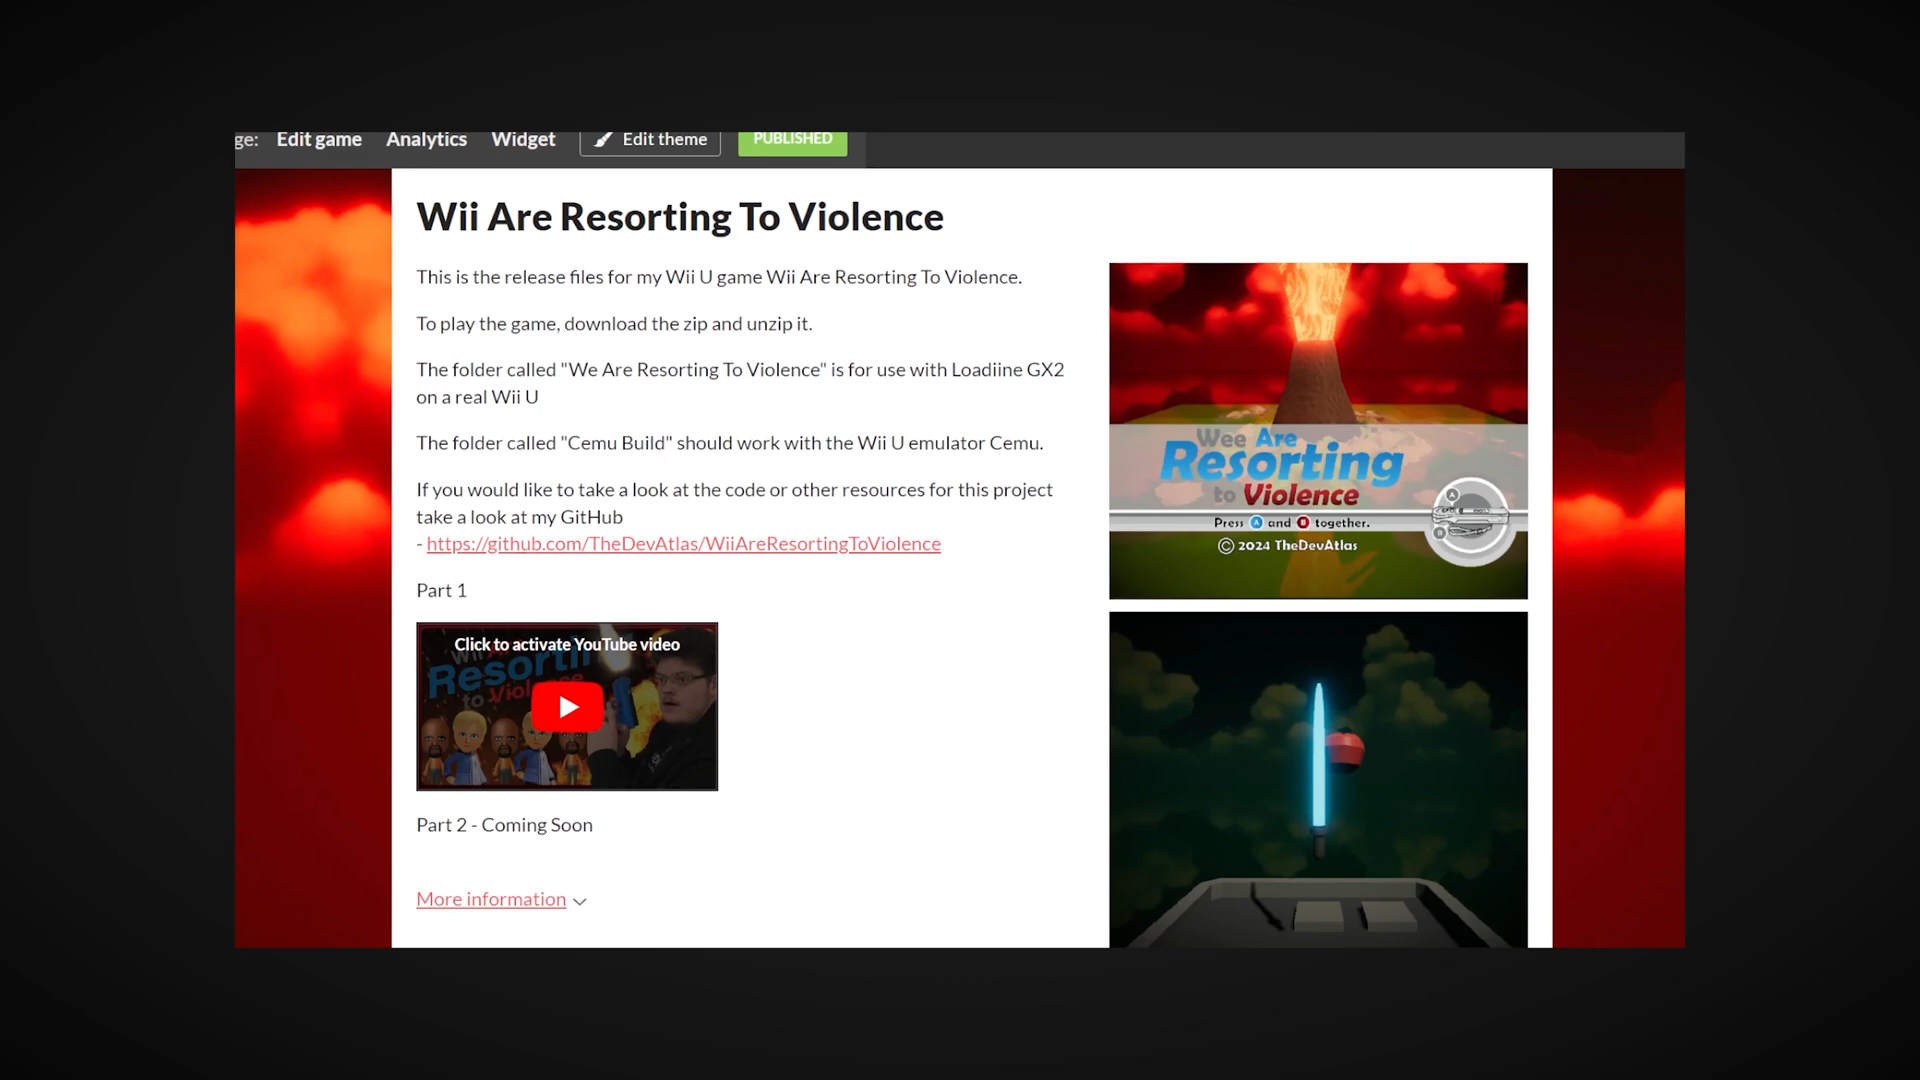 ge: Edit game Analytics Widget Edit theme PUBLISHED
Wii Are Resorting To Violence
This is the release files for my Wii U game Wii Are Resorting To Violence.
To play the game, download the zip and unzip it.
The folder called "We Are Resorting To Violence" is for use with Loadiine GX2
on a real Wii U
The folder called "Cemu Build" should work with the Wii U emulator Cemu.
If you would like to take a look at the code or other resources for this project
take a look at my GitHub
- https://github.com/TheDevAtlas/WiiAreResortingToViolence
Part 1
Click to activate YouTube video
Wii
Resorti
to Viol
Part 2 - Coming Soon
More information
Wee Are
Resorting
to Violence
Press A and B together.
© 2024 TheDevAtlas
A
B